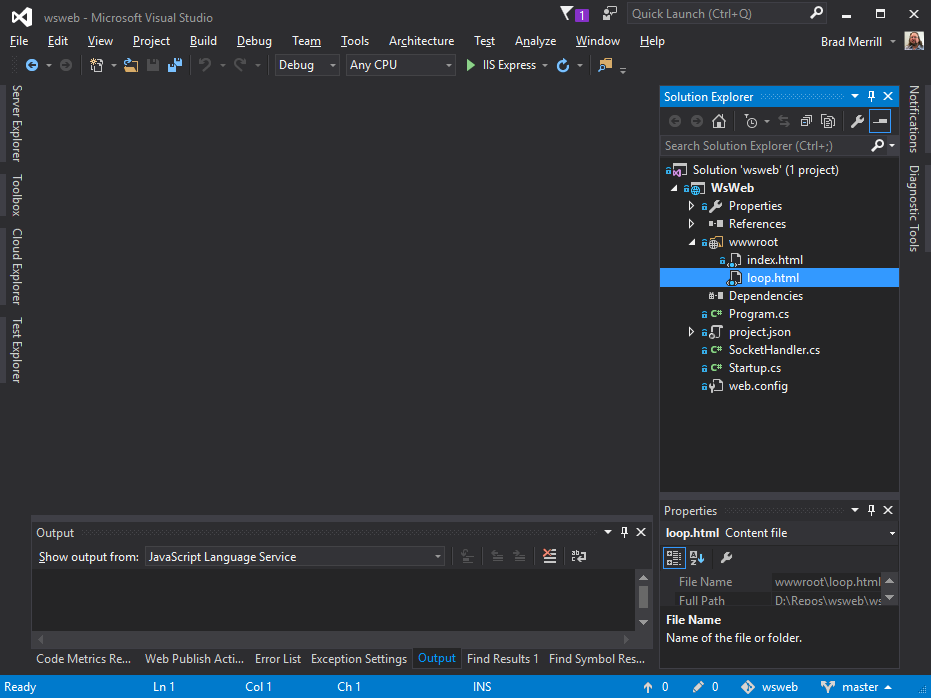 wsweb - Microsoft Visual Studio
1
Quick Launch (Ctrl+Q)
File Edit View Project Build Debug Team Tools Architecture Test Analyze Window Help
Brad Merrill
Debug Any CPU IIS Express
Server Explorer
Toolbox
Cloud Explorer
Test Explorer
Solution Explorer
Search Solution Explorer (Ctrl+;)
Solution 'wsweb' (1 project)
WsWeb
Properties
References
wwwroot
index.html
loop.html
Dependencies
C# Program.cs
project.json
C# SocketHandler.cs
C# Startup.cs
web.config
Notifications
Diagnostic Tools
Output
Show output from: JavaScript Language Service
Code Metrics Re... Web Publish Acti... Error List Exception Settings Output Find Results 1 Find Symbol Res...
Properties
loop.html Content file
File Name wwwroot\loop.html
Full Path D:\Repos\wsweb\ws
File Name
Name of the file or folder.
Ready Ln 1 Col 1 Ch 1 INS 0 0 wsweb master